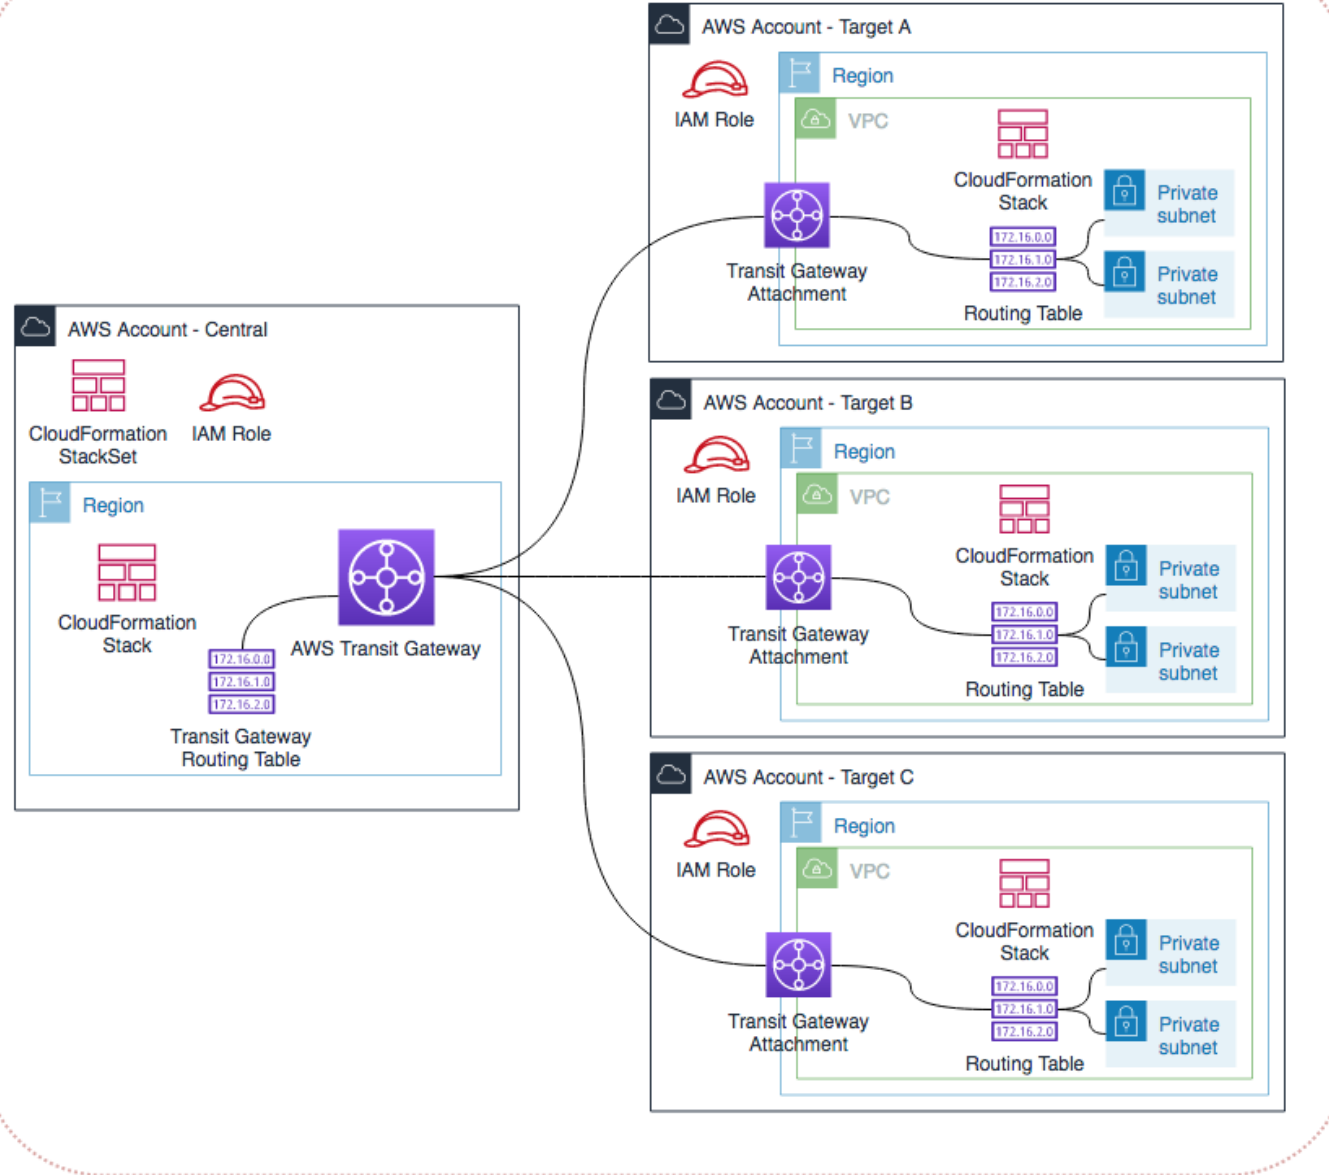 AWS Account - Target A
Region
IAM Role
VPC
CloudFormation
Stack
Private
subnet
172.16.0.0
172.16.1.0
172.16.2.0
Transit Gateway
Attachment
Private
subnet
Routing Table
AWS Account - Central
CloudFormation
StackSet
IAM Role
Region
CloudFormation
Stack
AWS Transit Gateway
172.16.0.0
172.16.1.0
172.16.2.0
Transit Gateway
Routing Table
AWS Account - Target B
Region
IAM Role
VPC
CloudFormation
Stack
Private
subnet
172.16.0.0
172.16.1.0
172.16.2.0
Transit Gateway
Attachment
Private
subnet
Routing Table
AWS Account - Target C
Region
IAM Role
VPC
CloudFormation
Stack
Private
subnet
172.16.0.0
172.16.1.0
172.16.2.0
Transit Gateway
Attachment
Private
subnet
Routing Table